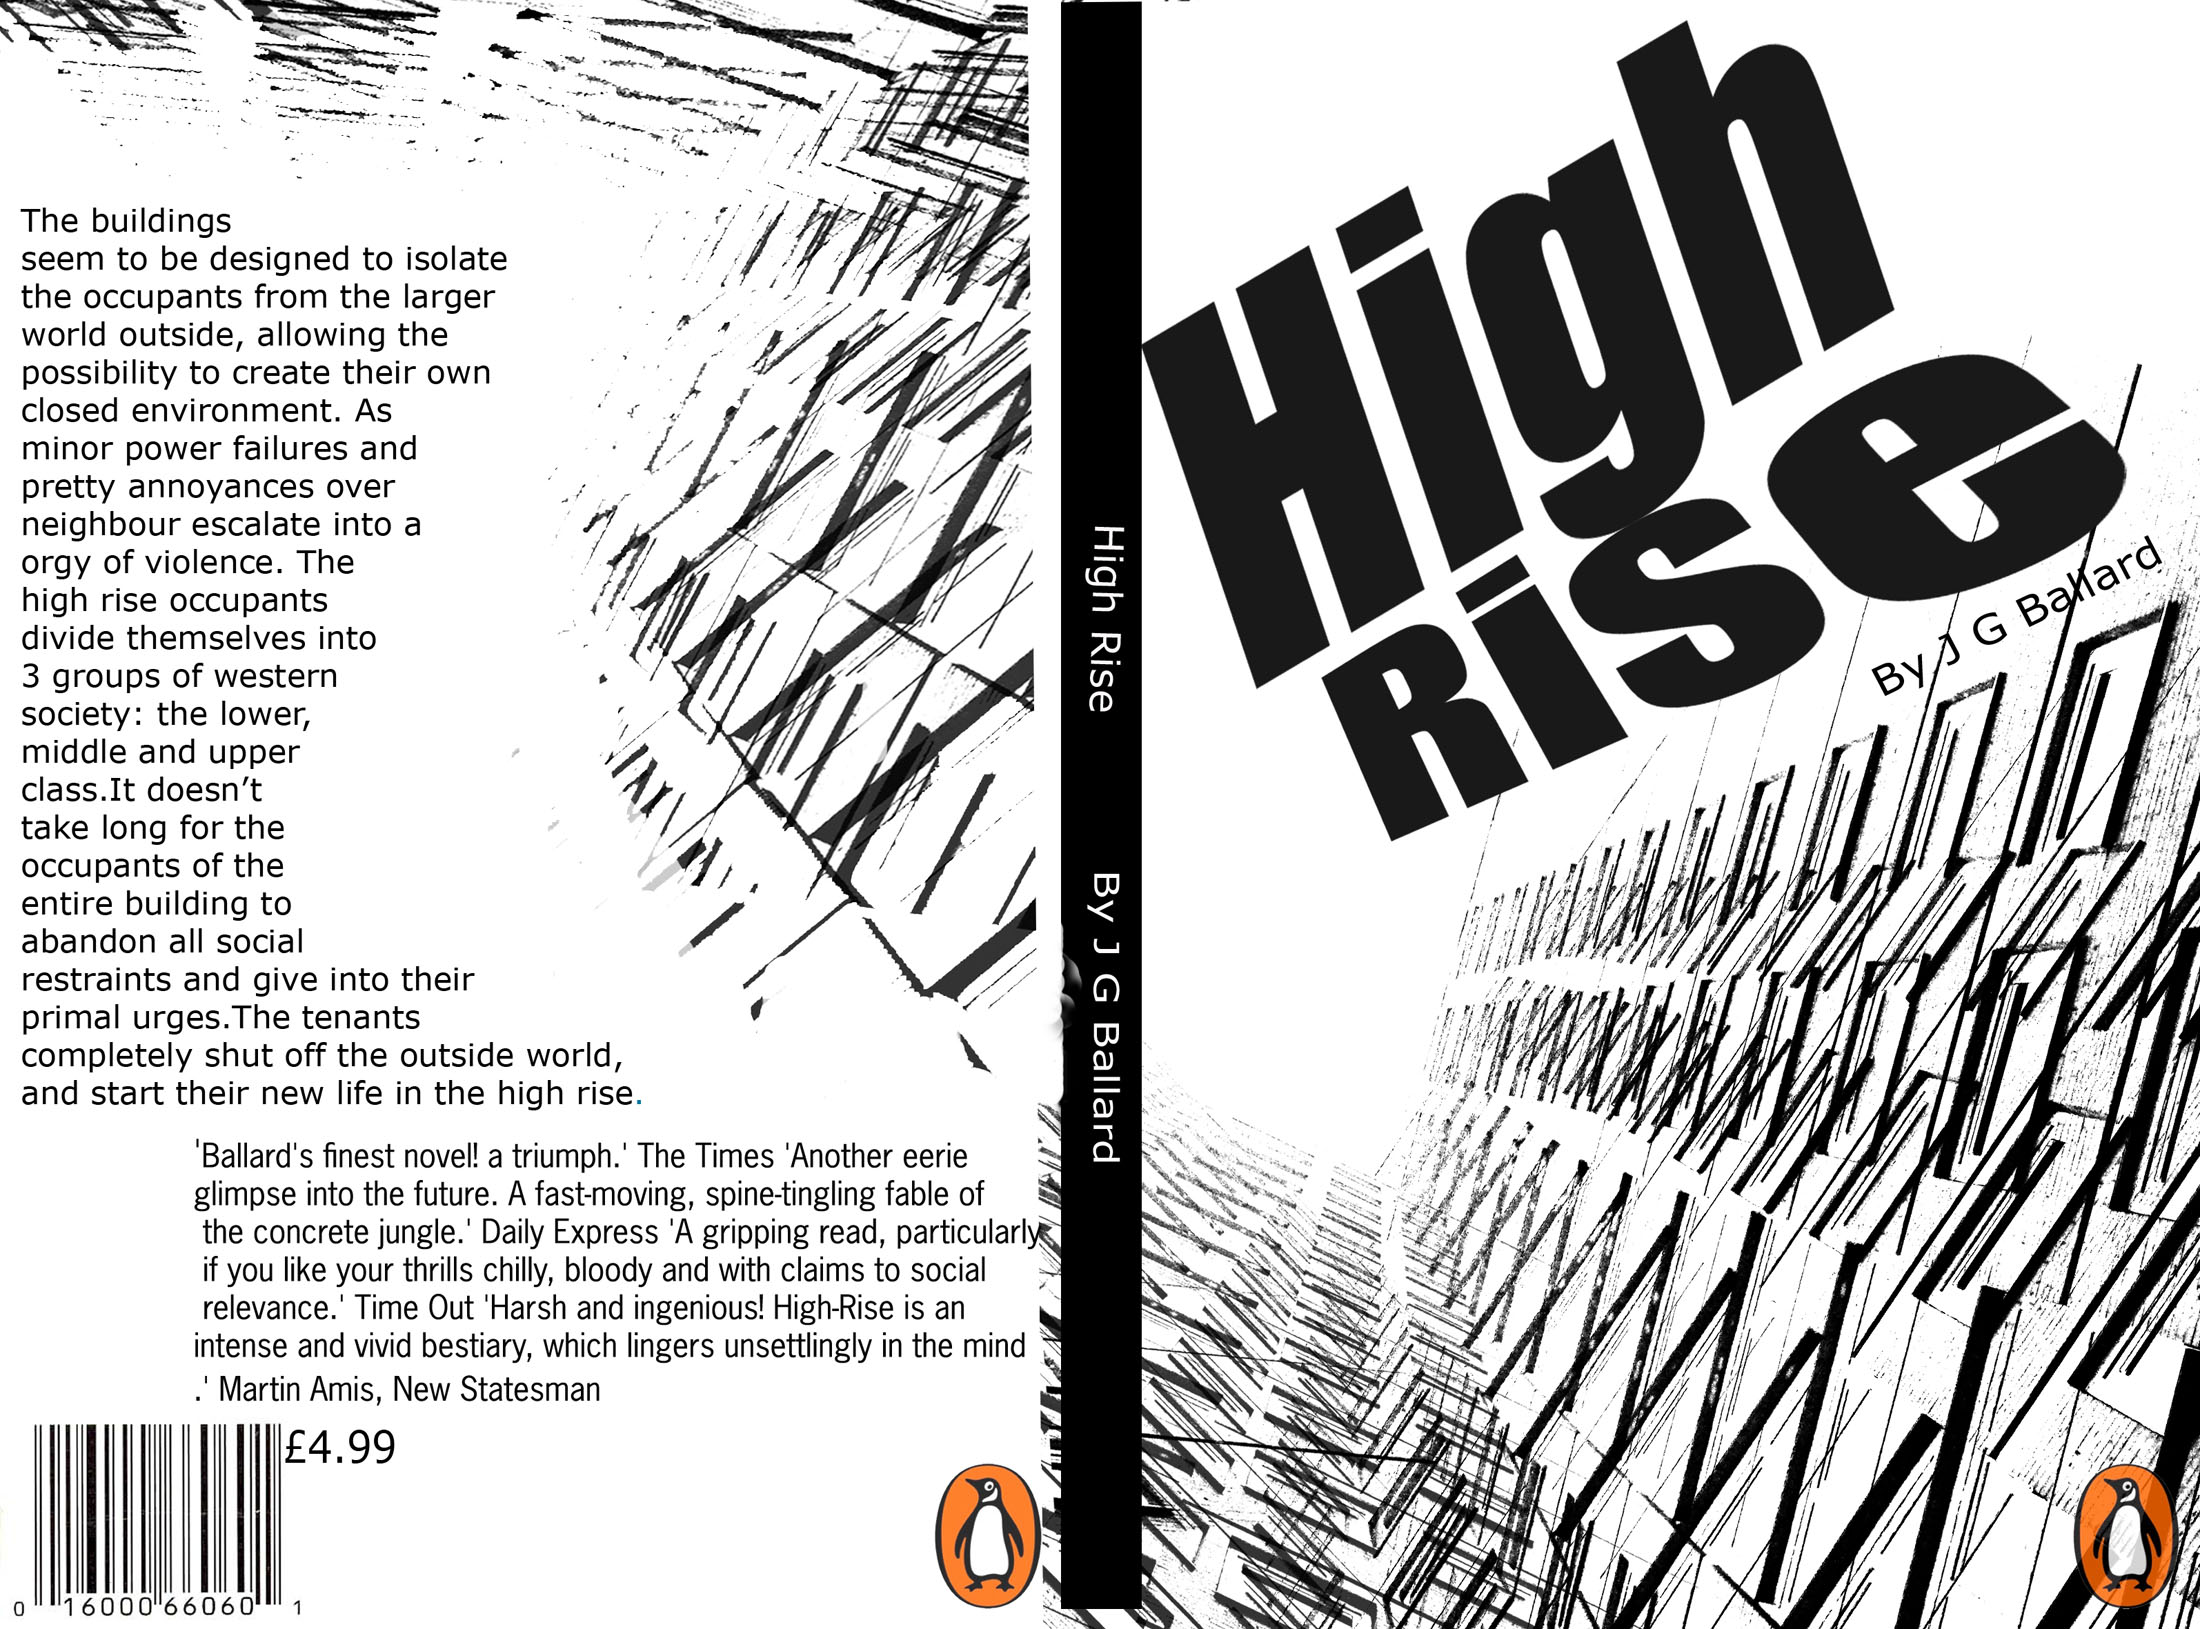 The buildings
seem to be designed to isolate
the occupants from the larger
world outside, allowing the
possibility to create their own
closed environment. As
minor power failures and
pretty annoyances over
neighbour escalate into a
orgy of violence. The
high rise occupants
divide themselves into
3 groups of western
society: the lower,
middle and upper
class.It doesn’t
take long for the
occupants of the
entire building to
abandon all social
restraints and give into their
primal urges.The tenants
completely shut off the outside world,
and start their new life in the high rise.
'Ballard's finest novel! a triumph.' The Times 'Another eerie
glimpse into the future. A fast-moving, spine-tingling fable of
the concrete jungle.' Daily Express 'A gripping read, particularly
if you like your thrills chilly, bloody and with claims to social
relevance.' Time Out 'Harsh and ingenious! High-Rise is an
intense and vivid bestiary, which lingers unsettlingly in the mind
.' Martin Amis, New Statesman
£4.99
0 16000 66060 1
High Rise By J G Ballard
High
Rise
By J G Ballard